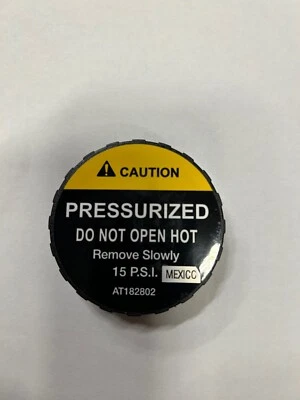 CAUTION
PRESSURIZED
DO NOT OPEN HOT
Remove Slowly
15 P.S.I. MEXICO
AT182802